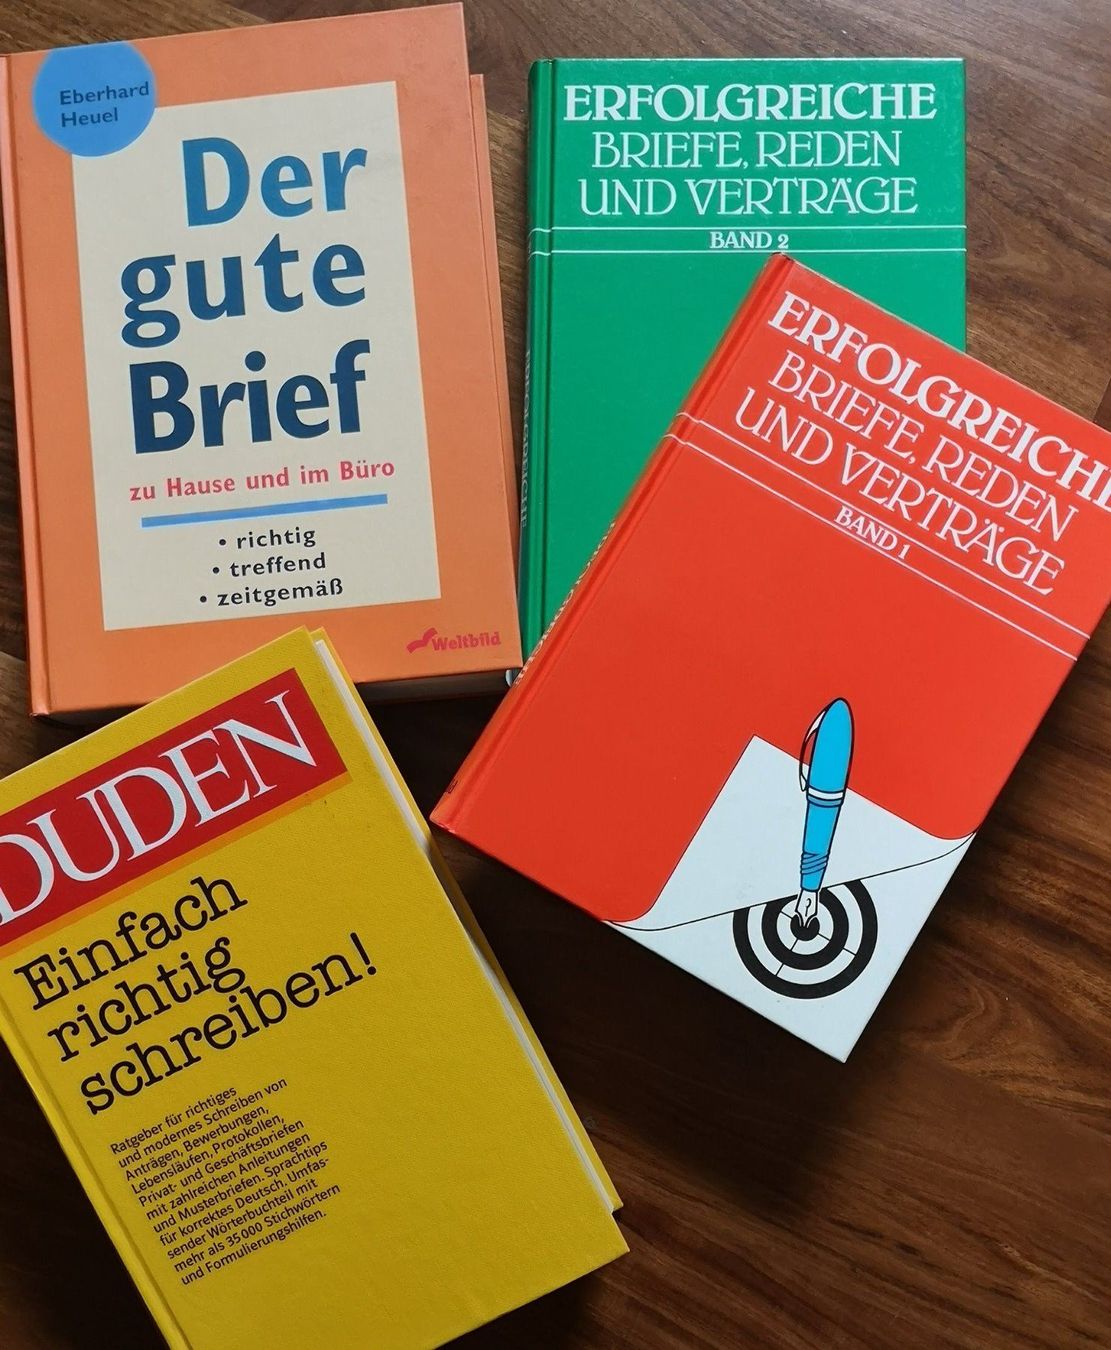 Eberhard
Heuel
Der
gute
Brief
zu Hause und im Büro
• richtig
• treffend
• zeitgemäß
Weltbild
ERFOLGREICHE
BRIEFE, REDEN
UND VERTRÄGE
BAND 2
ERFOLGREICHE
BRIEFE, REDEN
UND VERTRÄGE
BAND 1
DUDEN
Einfach
richtig
schreiben!
Ratgeber für richtiges
und modernes Schreiben von
Anträgen, Bewerbungen,
Lebensläufen, Protokollen,
Privat- und Geschäftsbriefen
mit zahlreichen Anleitungen
und Musterbriefen. Sprachtips
für korrektes Deutsch. Umfas-
sender Wörterbuchteil mit
mehr als 35 000 Stichwörtern
und Formulierungshilfen.